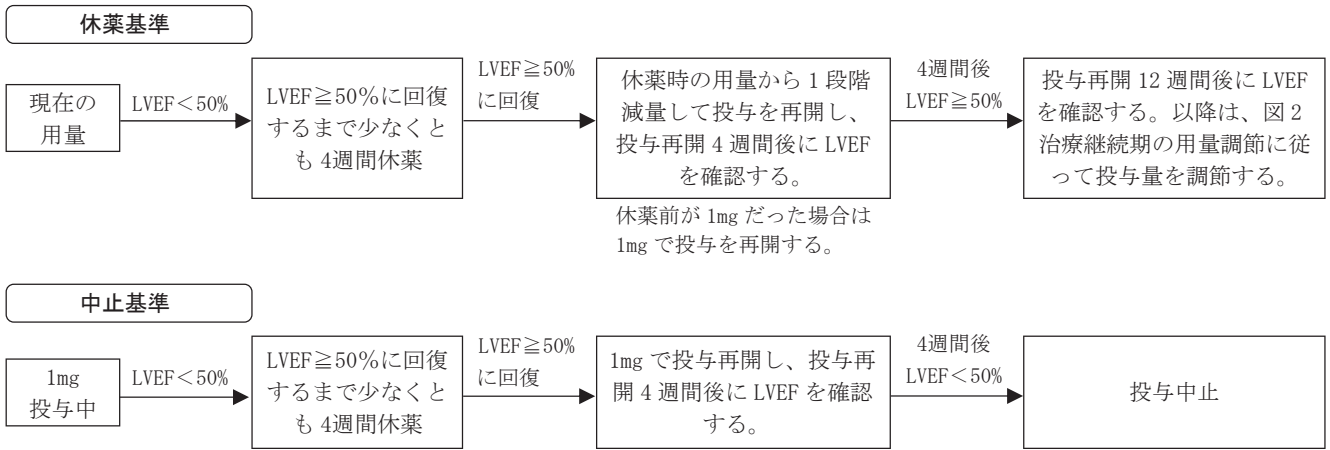 休薬基準
現在の
用量
LVEF＜50%
LVEF≧50％に回復
するまで少なくと
も 4週間休薬
LVEF≧50%
に回復
休薬時の用量から 1 段階
減量して投与を再開し、
投与再開 4 週間後に LVEF
を確認する。
休薬前が 1mg だった場合は
1mg で投与を再開する。
4週間後
LVEF≧50%
投与再開 12 週間後に LVEF
を確認する。以降は、図 2
治療継続期の用量調節に従
って投与量を調節する。
中止基準
1mg
投与中
LVEF＜50%
LVEF≧50％に回復
するまで少なくと
も 4週間休薬
LVEF≧50%
に回復
1mg で投与再開し、投与再
開 4 週間後に LVEF を確認
する。
4週間後
LVEF＜50%
投与中止